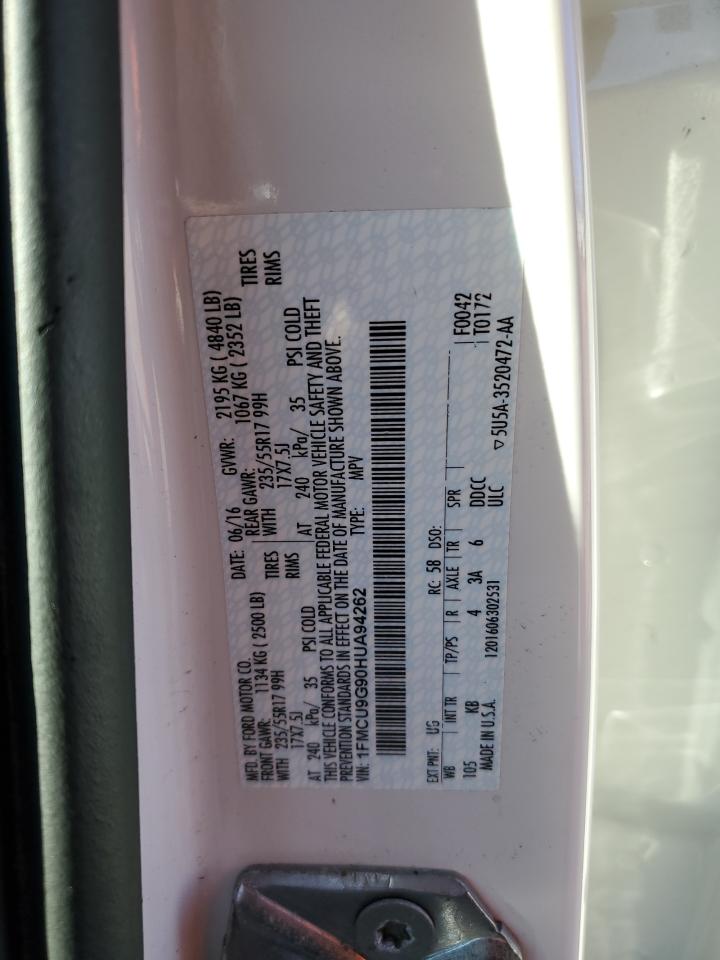 MFD. BY FORD MOTOR CO. DATE: 06/16 GVWR: 2195 KG ( 4840 LB)
FRONT GAWR: 1134 KG ( 2500 LB) REAR GAWR: 1067 KG ( 2352 LB)
WITH 235/55R17 99H TIRES WITH 235/55R17 99H TIRES
17X7.5J RIMS 17X7.5J RIMS
AT 240 kPa/ 35 PSI COLD AT 240 kPa/ 35 PSI COLD
THIS VEHICLE CONFORMS TO ALL APPLICABLE FEDERAL MOTOR VEHICLE SAFETY AND THEFT
PREVENTION STANDARDS IN EFFECT ON THE DATE OF MANUFACTURE SHOWN ABOVE.
VIN: 1FMCU9G90HUA94262 TYPE: MPV
EXT PNT: UG RC: 58 DSO:
WB INT TR TP/PS R AXLE TR SPR F0042
105 KB 4 3A 6 DDCC T0172
MADE IN U.S.A. 1201606302531 ULC
▽5U5A-3520472-AA